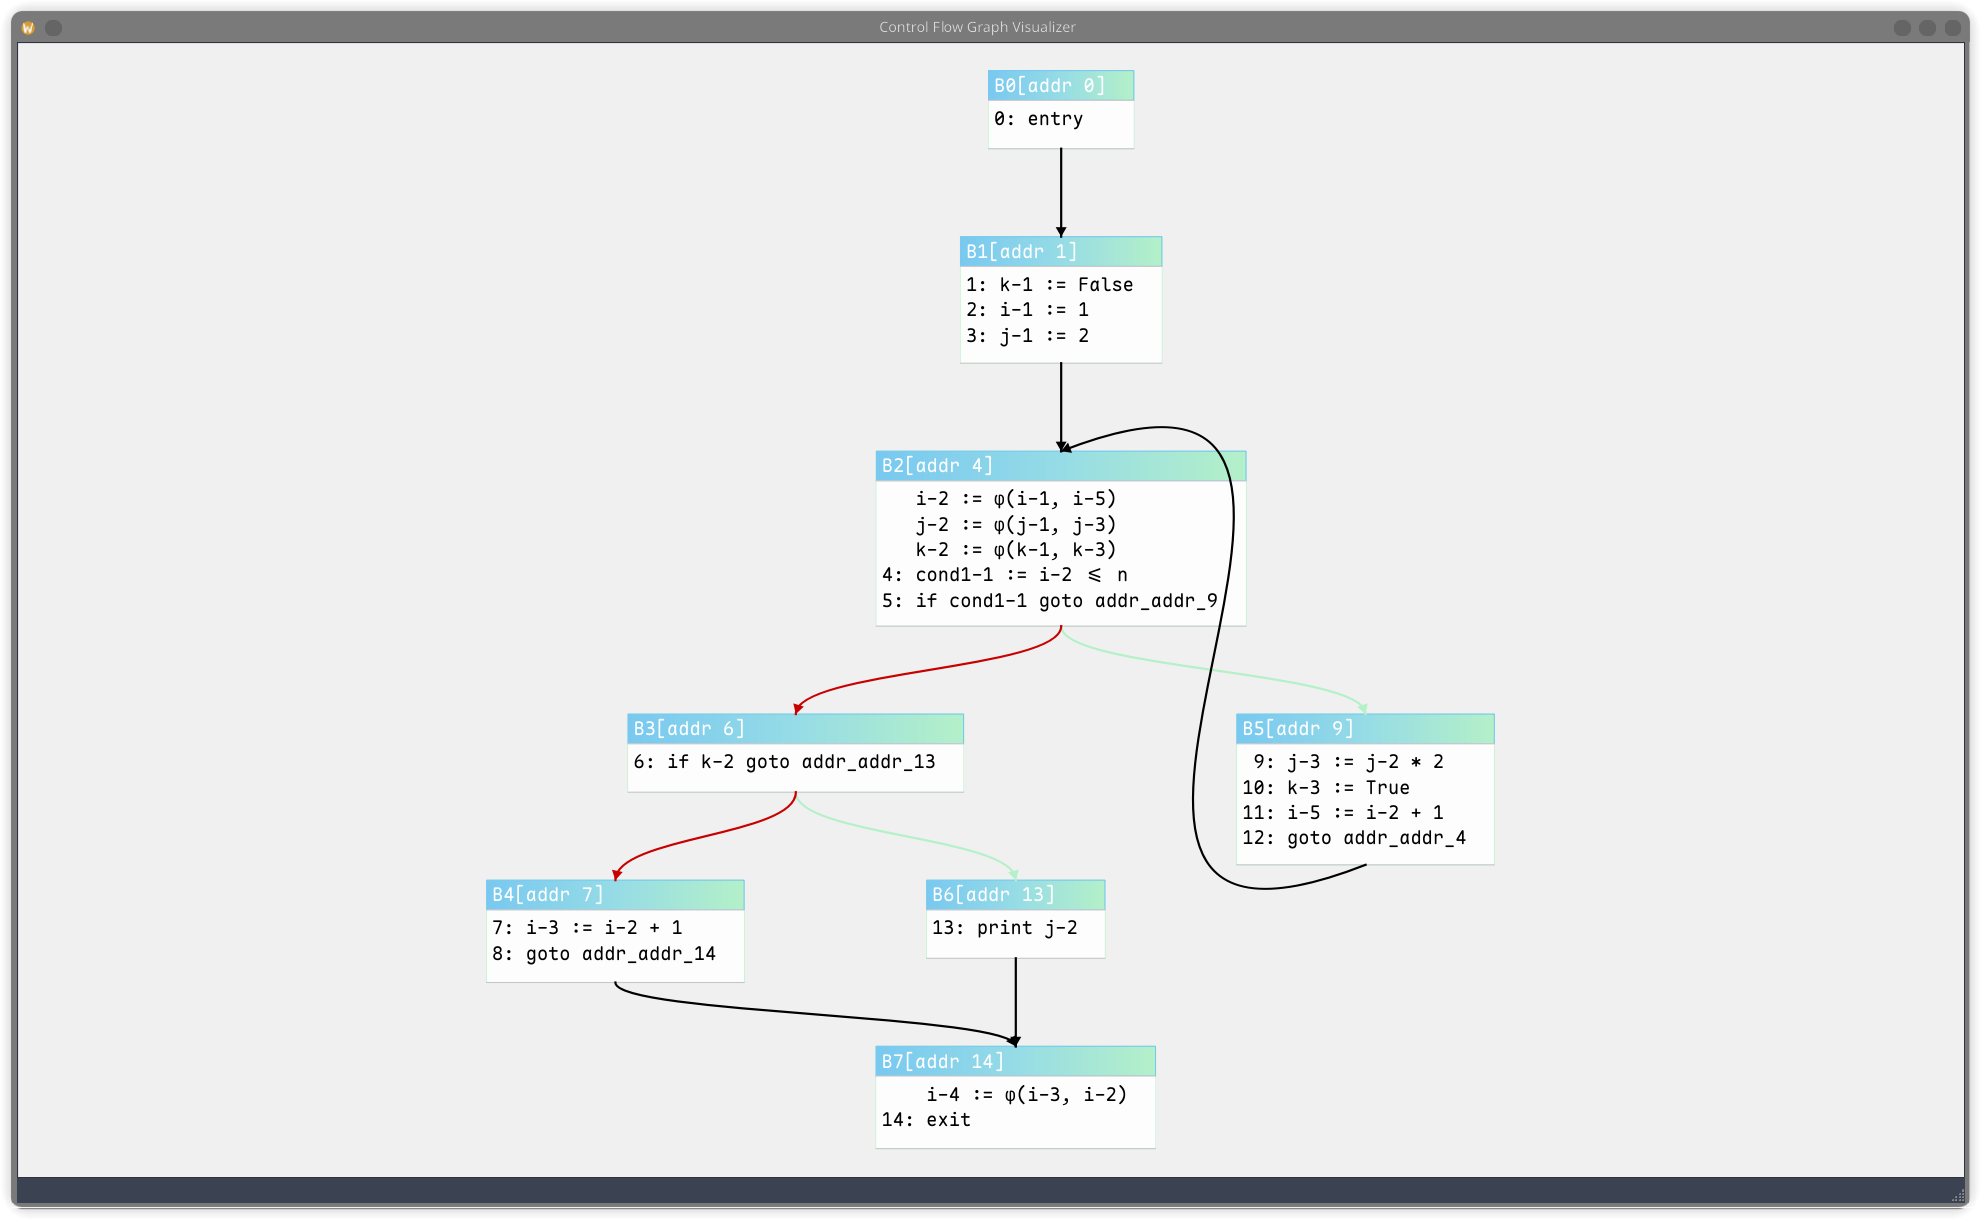 Control Flow Graph Visualizer
B0[addr 0]
0: entry
B1[addr 1]
1: k-1 := False
2: i-1 := 1
3: j-1 := 2
B2[addr 4]
i-2 := φ(i-1, i-5)
j-2 := φ(j-1, j-3)
k-2 := φ(k-1, k-3)
4: cond1-1 := i-2 ⩽ n
5: if cond1-1 goto addr_addr_9
B3[addr 6]
6: if k-2 goto addr_addr_13
B5[addr 9]
9: j-3 := j-2 * 2
10: k-3 := True
11: i-5 := i-2 + 1
12: goto addr_addr_4
B4[addr 7]
7: i-3 := i-2 + 1
8: goto addr_addr_14
B6[addr 13]
13: print j-2
B7[addr 14]
i-4 := φ(i-3, i-2)
14: exit